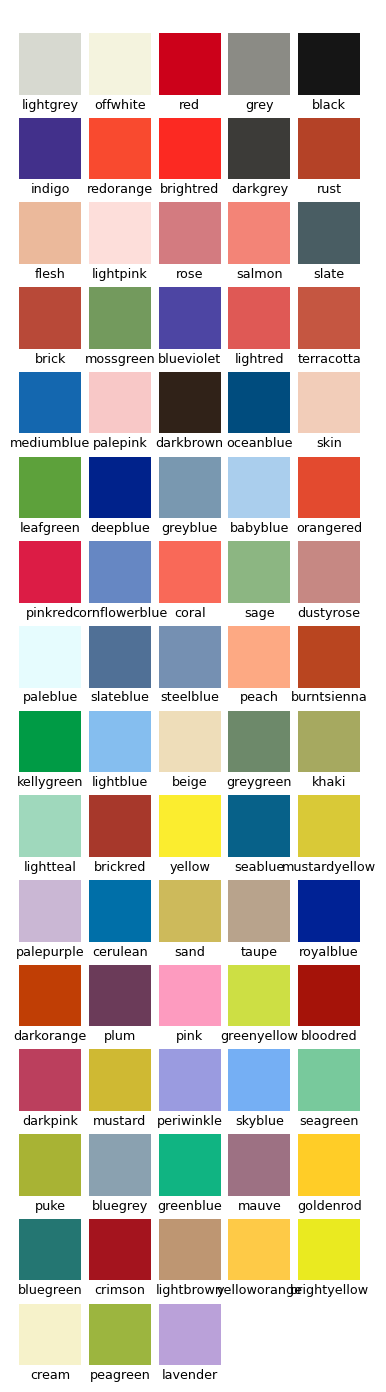 lightgrey offwhite red grey black
indigo redorange brightred darkgrey rust
flesh lightpink rose salmon slate
brick mossgreen blueviolet lightred terracotta
mediumblue palepink darkbrown oceanblue skin
leafgreen deepblue greyblue babyblue orangered
pinkred cornflowerblue coral sage dustyrose
paleblue slateblue steelblue peach burntsienna
kellygreen lightblue beige greygreen khaki
lightteal brickred yellow seablue mustardyellow
palepurple cerulean sand taupe royalblue
darkorange plum pink greenyellow bloodred
darkpink mustard periwinkle skyblue seagreen
puke bluegrey greenblue mauve goldenrod
bluegreen crimson lightbrown yelloworange brightyellow
cream peagreen lavender